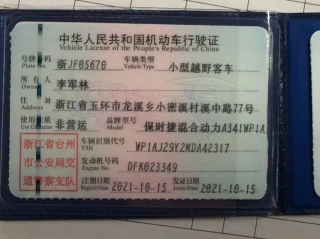 中华人民共和国机动车行驶证
Vehicle License of the People's Republic of China
号牌号码 浙JF05678 车辆类型 小型越野客车
Plate No. Vehicle Type
所有人 李军林
Owner
住址 浙江省玉环市龙溪乡小密溪村溪中路77号
Address
使用性质 非营运 品牌型号 保时捷混合动力A341WP1A
Use Character Model
浙江省台州市公安局交通警察支队
车辆识别代号 WP1AJ29Y2MDA42317
VIN
发动机号码 DFK023349
Engine No.
注册日期 2021-10-15 发证日期 2021-10-15
Register Date Issue Date